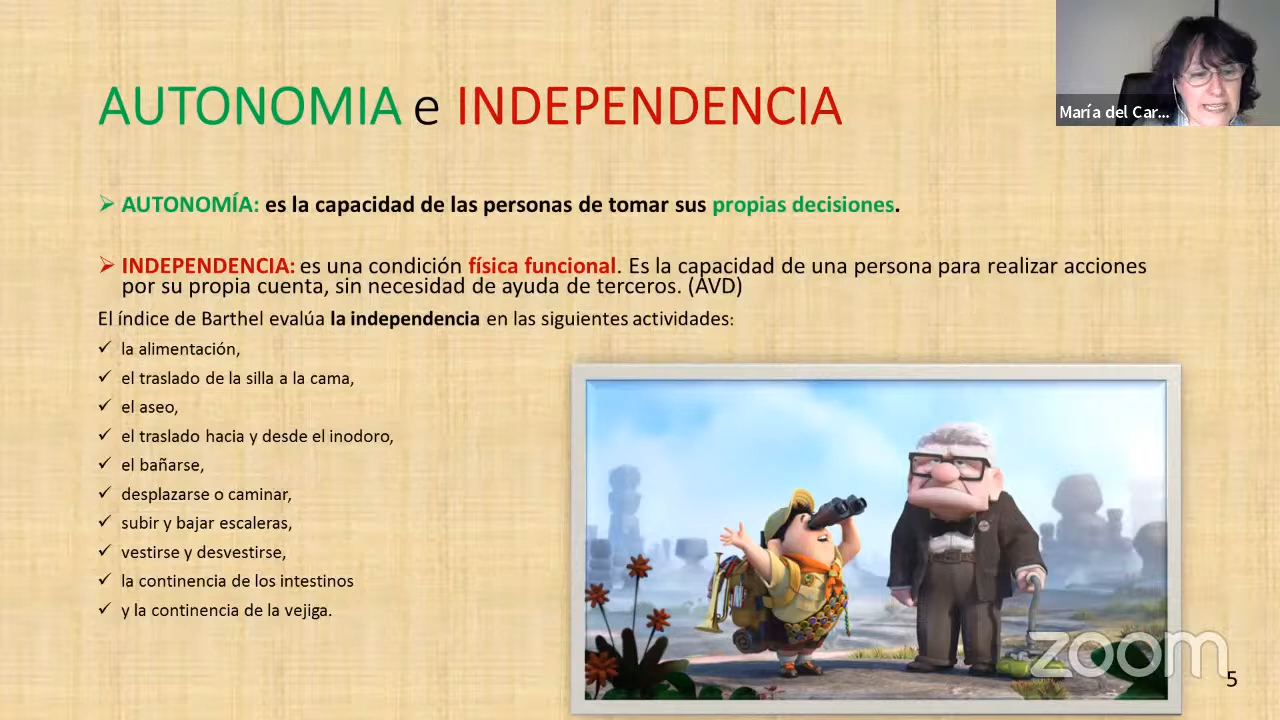 AUTONOMIA e INDEPENDENCIA
María del Car...
➢ AUTONOMÍA: es la capacidad de las personas de tomar sus propias decisiones.
➢ INDEPENDENCIA: es una condición física funcional. Es la capacidad de una persona para realizar acciones
por su propia cuenta, sin necesidad de ayuda de terceros. (AVD)
El índice de Barthel evalúa la independencia en las siguientes actividades:
✓ la alimentación,
✓ el traslado de la silla a la cama,
✓ el aseo,
✓ el traslado hacia y desde el inodoro,
✓ el bañarse,
✓ desplazarse o caminar,
✓ subir y bajar escaleras,
✓ vestirse y desvestirse,
✓ la continencia de los intestinos
✓ y la continencia de la vejiga.
zoom
5